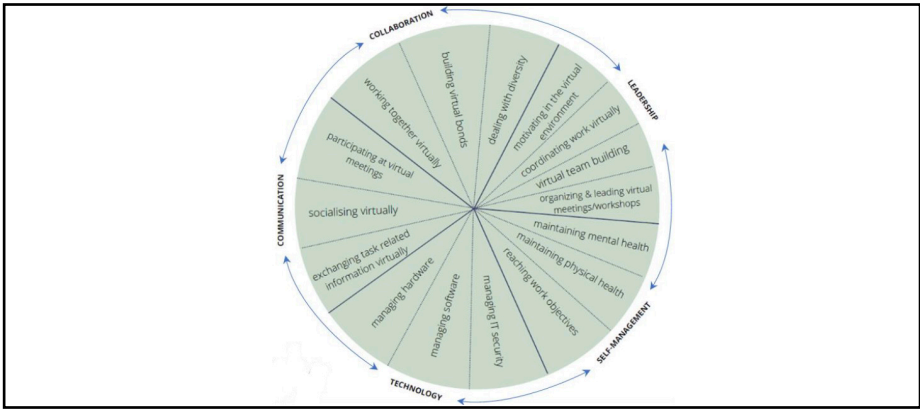 COLLABORATION
working together virtually
building virtual bonds
dealing with diversity
LEADERSHIP
motivating in the virtual
environment
coordinating work virtually
virtual team building
organizing & leading virtual
meetings/workshops
SELF-MANAGEMENT
maintaining mental health
maintaining physical health
reaching work objectives
TECHNOLOGY
managing IT security
managing software
managing hardware
COMMUNICATION
exchanging task related
information virtually
socialising virtually
participating at virtual
meetings